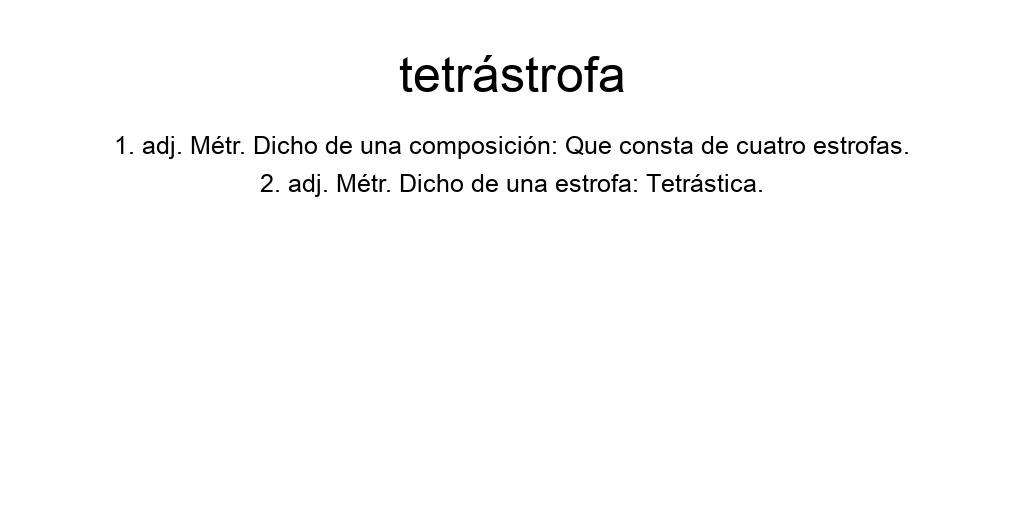 tetrástrofa
1. adj. Métr. Dicho de una composición: Que consta de cuatro estrofas.
2. adj. Métr. Dicho de una estrofa: Tetrástica.